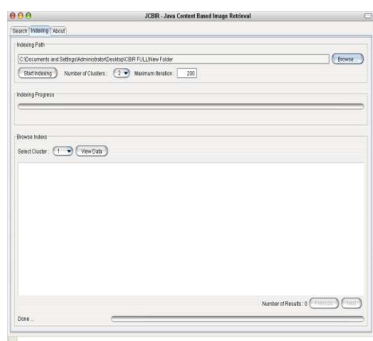 JCBIR - Java Content Based Image Retrieval
Search Indexing About
Indexing Path
C:\Documents and Settings\Administrator\Desktop\CBIR FULL\New Folder Browse...
Start Indexing Number of Clusters : 2 Maximum Iteration : 200
Indexing Progress
Browse Indexs
Select Cluster : 1 View Data
Number of Results : 0 Previous Next
Done ...